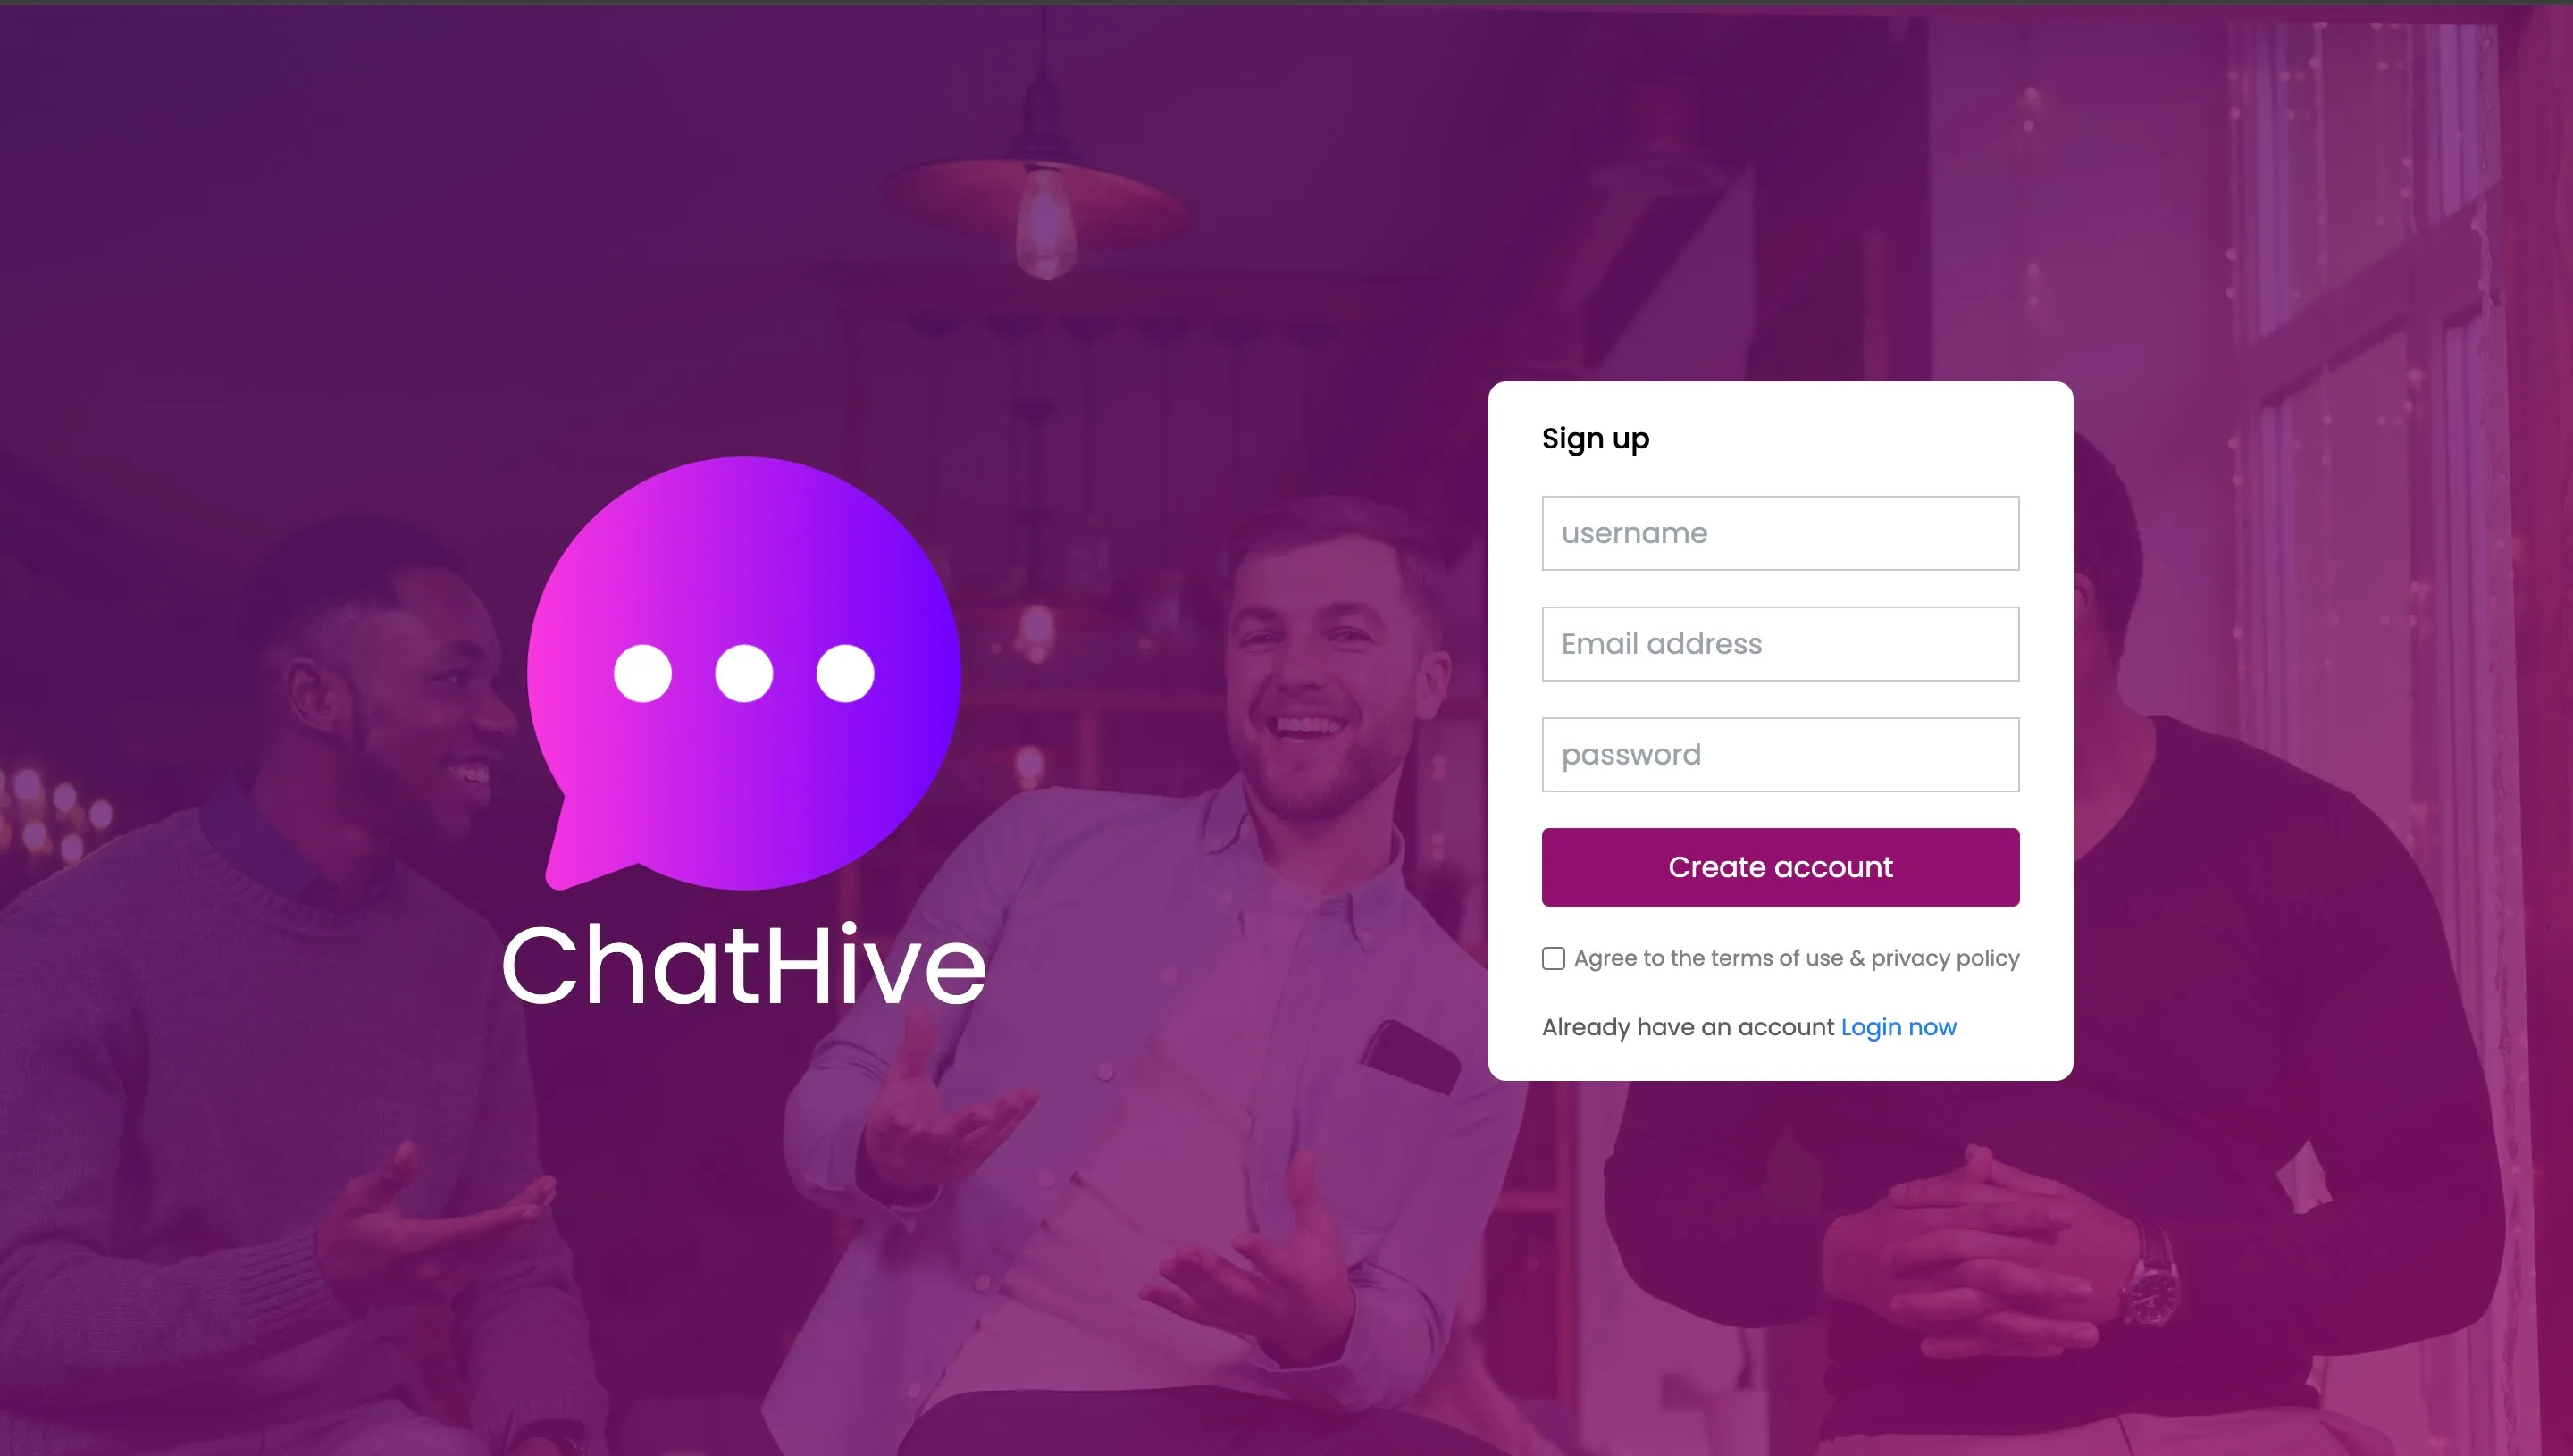 ChatHive
Sign up
username
Email address
password
Create account
Agree to the terms of use & privacy policy
Already have an account Login now